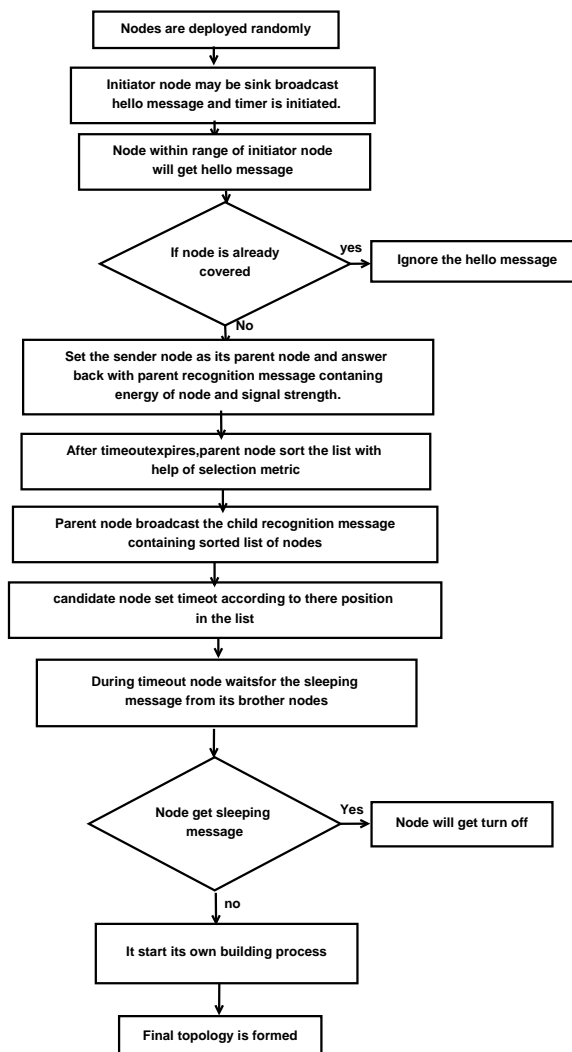 Nodes are deployed randomly
Initiator node may be sink broadcast
hello message and timer is initiated.
Node within range of initiator node
will get hello message
If node is already
covered
yes
Ignore the hello message
No
Set the sender node as its parent node and answer
back with parent recognition message contaning
energy of node and signal strength.
After timeoutexpires,parent node sort the list with
help of selection metric
Parent node broadcast the child recognition message
containing sorted list of nodes
candidate node set timeot according to there position
in the list
During timeout node waitsfor the sleeping
message from its brother nodes
Node get sleeping
message
Yes
Node will get turn off
no
It start its own building process
Final topology is formed